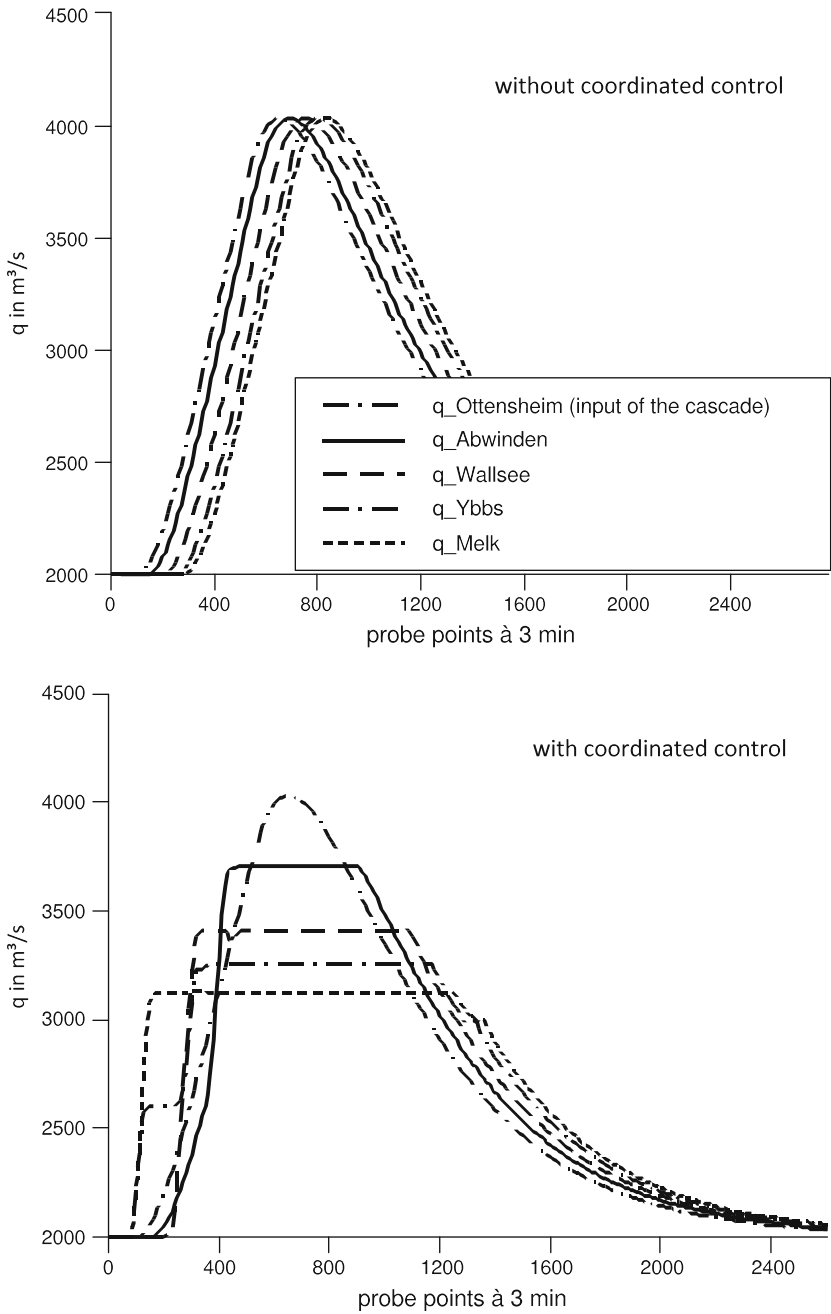 4500
without coordinated control
4000
3500
q in m³/s
3000
q_Ottensheim (input of the cascade)
q_Abwinden
2500
q_Wallsee
q_Ybbs
q_Melk
2000
0 400 800 1200 1600 2000 2400
probe points à 3 min
4500
with coordinated control
4000
3500
q in m³/s
3000
2500
2000
0 400 800 1200 1600 2000 2400
probe points à 3 min